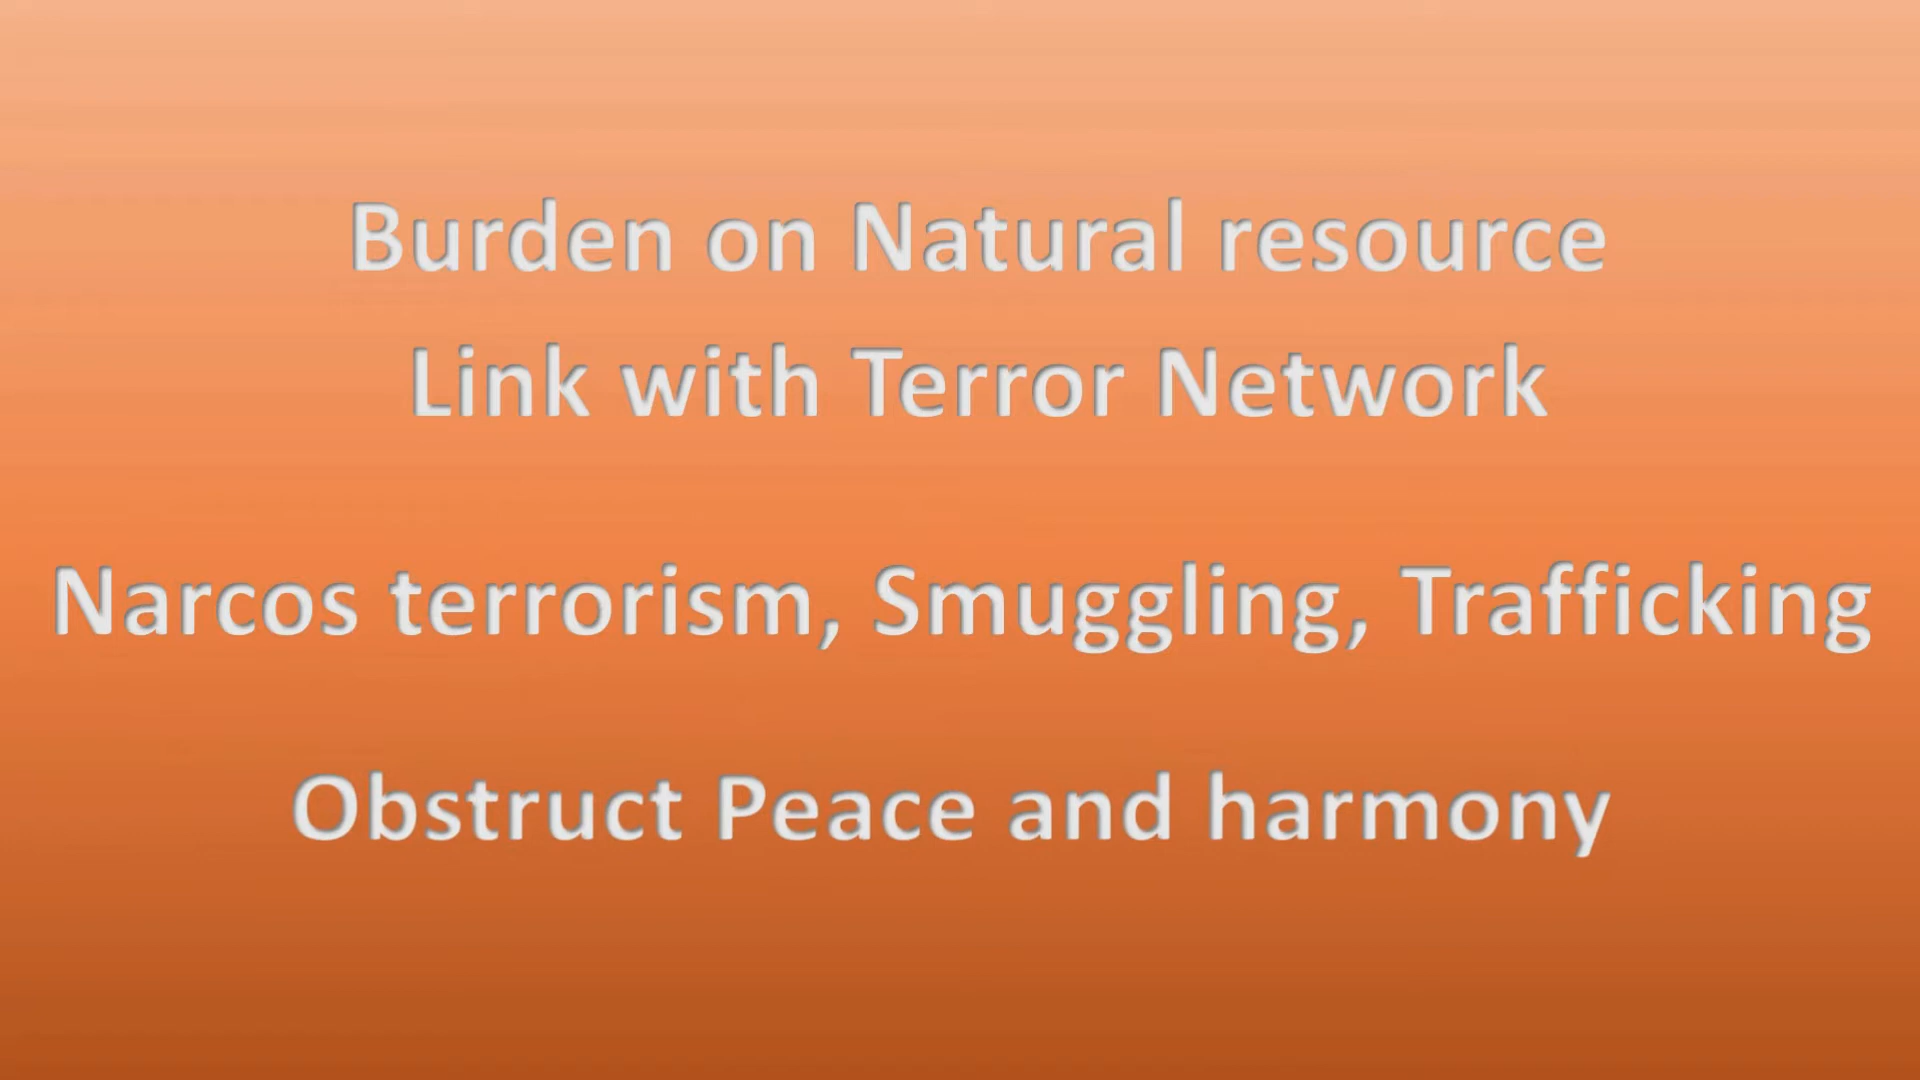 Burden on Natural resource
Link with Terror Network
Narcos terrorism, Smuggling, Trafficking
Obstruct Peace and harmony